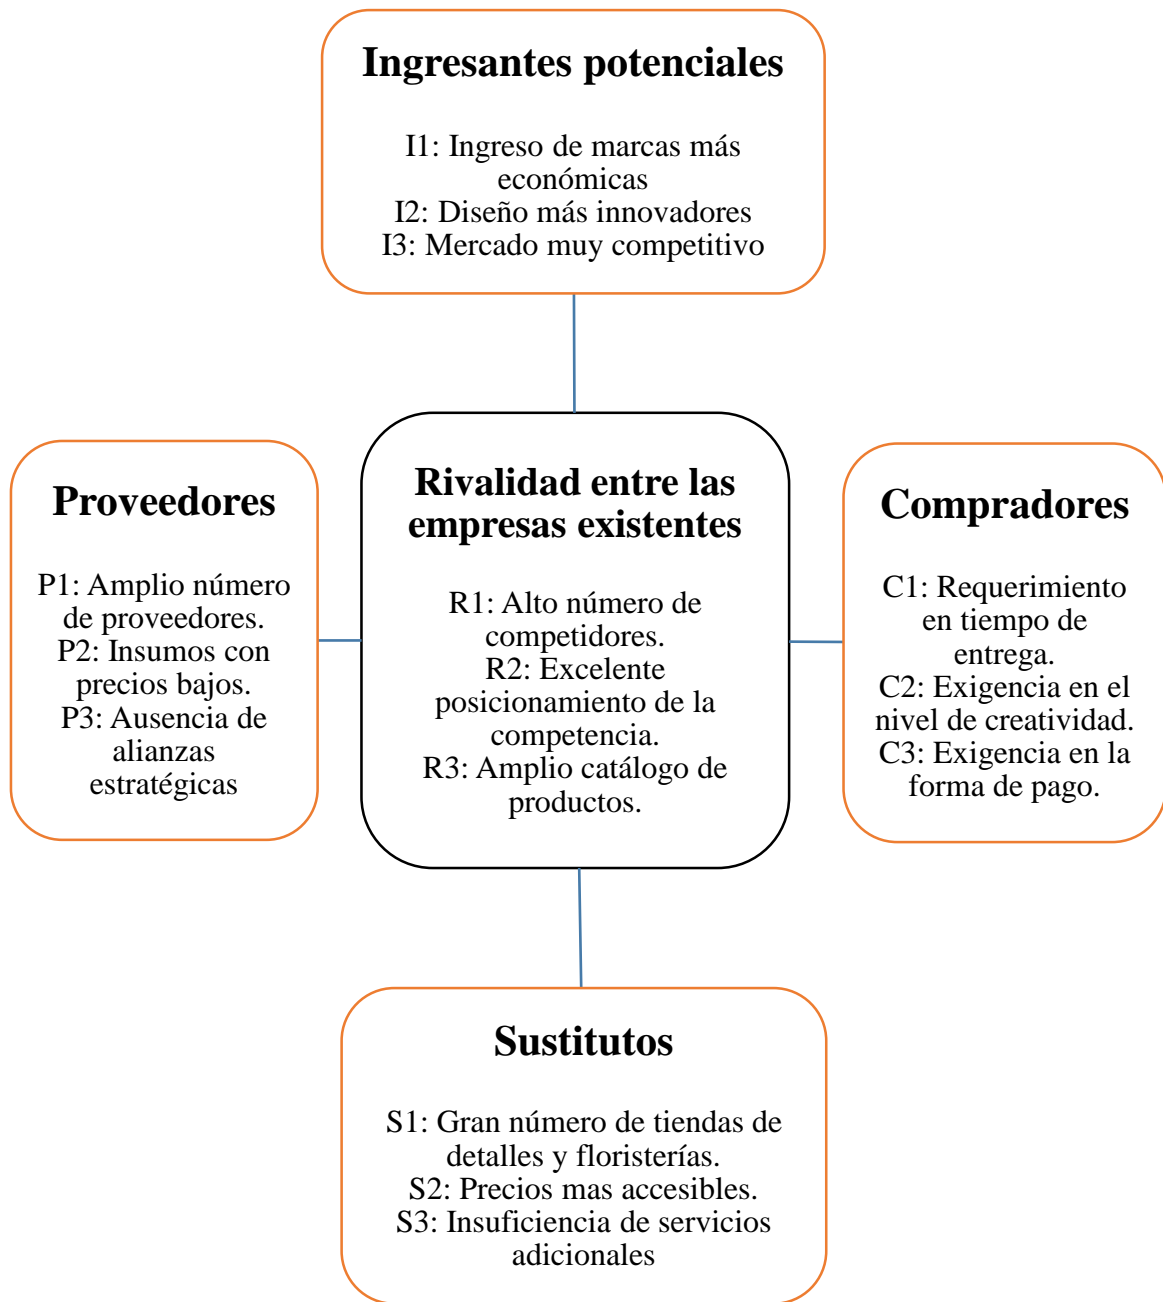 Ingresantes potenciales
I1: Ingreso de marcas más
económicas
I2: Diseño más innovadores
I3: Mercado muy competitivo
Proveedores
P1: Amplio número
de proveedores.
P2: Insumos con
precios bajos.
P3: Ausencia de
alianzas
estratégicas
Rivalidad entre las
empresas existentes
R1: Alto número de
competidores.
R2: Excelente
posicionamiento de la
competencia.
R3: Amplio catálogo de
productos.
Compradores
C1: Requerimiento
en tiempo de
entrega.
C2: Exigencia en el
nivel de creatividad.
C3: Exigencia en la
forma de pago.
Sustitutos
S1: Gran número de tiendas de
detalles y floristerías.
S2: Precios mas accesibles.
S3: Insuficiencia de servicios
adicionales